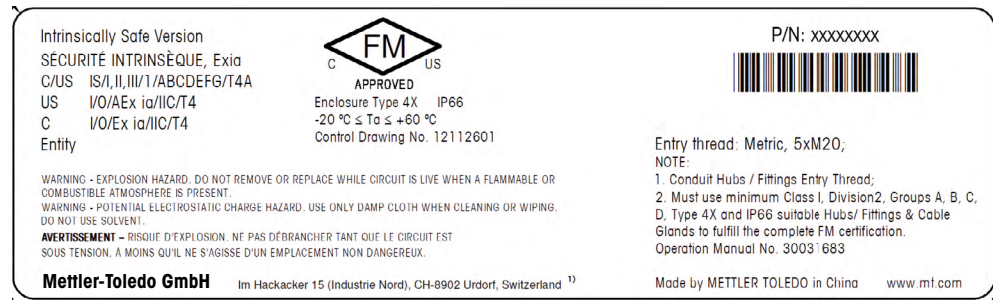 Intrinsically Safe Version
SÉCURITÉ INTRINSÈQUE, Exia
C/US IS/I,II,III/1/ABCDEFG/T4A
US I/0/AEx ia/IIC/T4
C I/0/Ex ia/IIC/T4
Entity
FM
C US
APPROVED
Enclosure Type 4X IP66
-20 ºC ≤ Ta ≤ +60 ºC
Control Drawing No. 12112601
WARNING - EXPLOSION HAZARD. DO NOT REMOVE OR REPLACE WHILE CIRCUIT IS LIVE WHEN A FLAMMABLE OR
COMBUSTIBLE ATMOSPHERE IS PRESENT.
WARNING - POTENTIAL ELECTROSTATIC CHARGE HAZARD. USE ONLY DAMP CLOTH WHEN CLEANING OR WIPING.
DO NOT USE SOLVENT.
AVERTISSEMENT – RISQUE D'EXPLOSION. NE PAS DÉBRANCHER TANT QUE LE CIRCUIT EST
SOUS TENSION, À MOINS QU'IL NE S'AGISSE D'UN EMPLACEMENT NON DANGEREUX.
Mettler-Toledo GmbH Im Hackacker 15 (Industrie Nord), CH-8902 Urdorf, Switzerland 1)
P/N: xxxxxxxx
Entry thread: Metric, 5xM20;
NOTE:
1. Conduit Hubs / Fittings Entry Thread;
2. Must use minimum Class I, Division2, Groups A, B, C,
D, Type 4X and IP66 suitable Hubs/ Fittings & Cable
Glands to fulfill the complete FM certification.
Operation Manual No. 30031683
Made by METTLER TOLEDO in China www.mt.com